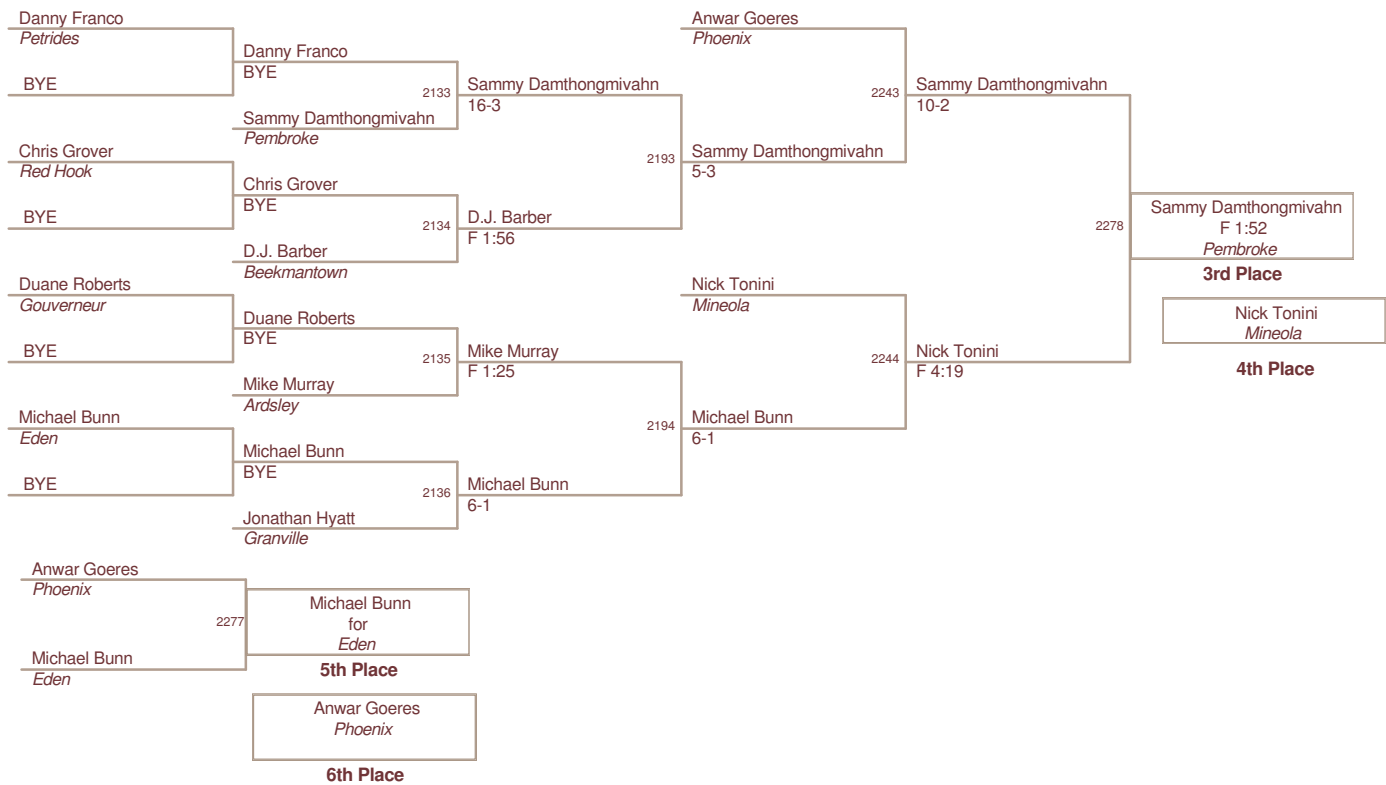 Danny Franco
Petrides
BYE
Chris Grover
Red Hook
BYE
Duane Roberts
Gouverneur
BYE
Michael Bunn
Eden
BYE
Danny Franco
BYE
2133
Sammy Damthongmivahn
Pembroke
Chris Grover
BYE
2134
D.J. Barber
Beekmantown
Duane Roberts
BYE
2135
Mike Murray
Ardsley
Michael Bunn
BYE
2136
Jonathan Hyatt
Granville
Sammy Damthongmivahn
16-3
2193
D.J. Barber
F 1:56
Mike Murray
F 1:25
2194
Michael Bunn
6-1
Anwar Goeres
Phoenix
2243
Sammy Damthongmivahn
5-3
Nick Tonini
Mineola
2244
Michael Bunn
6-1
Sammy Damthongmivahn
10-2
2278
Nick Tonini
F 4:19
Sammy Damthongmivahn
F 1:52
Pembroke
3rd Place
Nick Tonini
Mineola
4th Place
Anwar Goeres
Phoenix
2277
Michael Bunn
Eden
Michael Bunn
for
Eden
5th Place
Anwar Goeres
Phoenix
6th Place